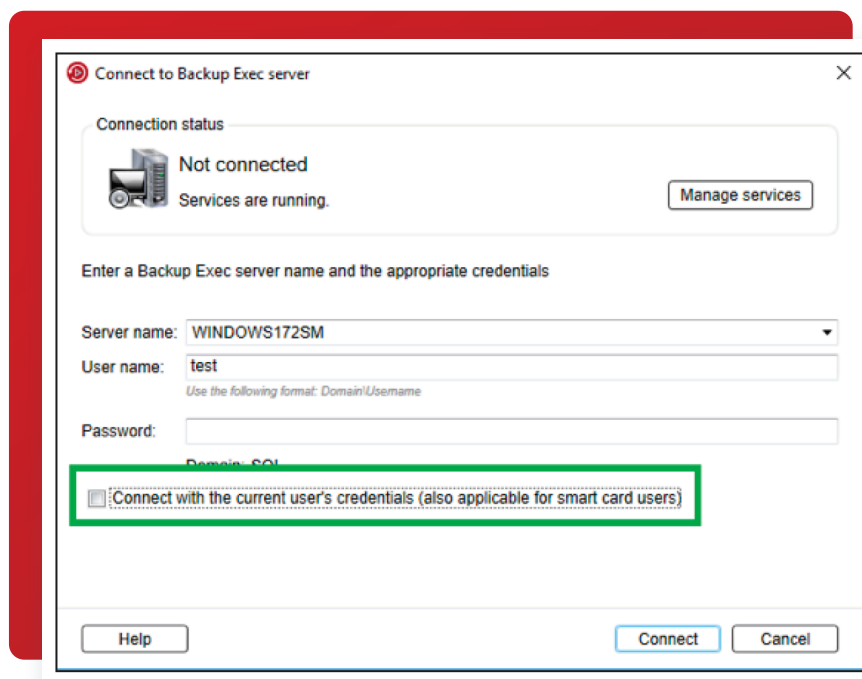 Connect to Backup Exec server
Connection status
Not connected
Services are running.
Manage services
Enter a Backup Exec server name and the appropriate credentials
Server name: WINDOWS172SM
User name: test
Use the following format: Domain\Username
Password:
Domain: SQL
Connect with the current user's credentials (also applicable for smart card users)
Help Connect Cancel